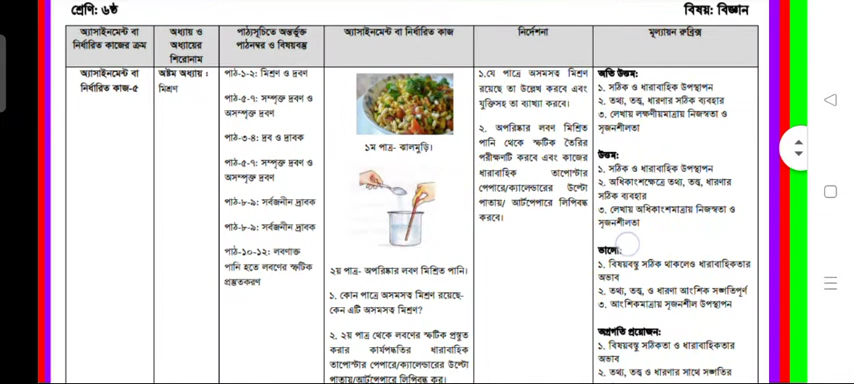 শ্রেণি: ৬ষ্ঠ
বিষয়: বিজ্ঞান
অ্যাসাইনমেন্ট বা
নির্ধারিত কাজের ক্রম
অধ্যায় ও
অধ্যায়ের
শিরোনাম
পাঠ্যসূচিতে অন্তর্ভুক্ত
পাঠনম্বর ও বিষয়বস্তু
অ্যাসাইনমেন্ট বা নির্ধারিত কাজ
নির্দেশনা
মূল্যায়ন রুব্রিক্স
অ্যাসাইনমেন্ট বা
নির্ধারিত কাজ-৫
অষ্টম অধ্যায় :
মিশ্রণ
পাঠ-১-২: মিশ্রণ ও দ্রবণ
পাঠ-৫-৭: সম্পৃক্ত দ্রবণ ও
অসম্পৃক্ত দ্রবণ
পাঠ-৩-৪: দ্রব ও দ্রাবক
পাঠ-৫-৭: সম্পৃক্ত দ্রবণ ও
অসম্পৃক্ত দ্রবণ
পাঠ-৮-৯: সর্বজনীন দ্রাবক
পাঠ-৮-৯: সর্বজনীন দ্রাবক
পাঠ-১০-১২: লবণাক্ত
পানি হতে লবণের স্ফটিক
প্রস্তুতকরণ
১ম পাত্র- ঝালমুড়ি।
২য় পাত্র- অপরিষ্কার লবণ মিশ্রিত পানি।
১. কোন পাত্রে অসমসত্ব মিশ্রণ রয়েছে-
কেন এটি অসমসত্ব মিশ্রণ?
২. ২য় পাত্র থেকে লবণের স্ফটিক প্রস্তুত
করার কার্যপদ্ধতির ধারাবাহিক
তাপোস্টার পেপারে/ক্যালেন্ডারের উল্টো
পাতায়/আর্টপেপারে লিপিবদ্ধ কর।
১.যে পাত্রে অসমসত্ব মিশ্রণ
রয়েছে তা উল্লেখ করবে এবং
যুক্তিসহ তা ব্যাখ্যা করবে।
২. অপরিষ্কার লবণ মিশ্রিত
পানি থেকে স্ফটিক তৈরির
পরীক্ষণটি করবে এবং কাজের
ধারাবাহিক তাপোস্টার
পেপারে/ক্যালেন্ডারের উল্টো
পাতায়/ আর্টপেপারে লিপিবদ্ধ
করবে।
অতি উত্তম:
১. সঠিক ও ধারাবাহিক উপস্থাপন
২. তথ্য, তত্ত্ব, ধারণার সঠিক ব্যবহার
৩. লেখায় লক্ষণীয়মাত্রায় নিজস্বতা ও
সৃজনশীলতা
উত্তম:
১. সঠিক ও ধারাবাহিক উপস্থাপন
২. অধিকাংশক্ষেত্রে তথ্য, তত্ত্ব, ধারণার
সঠিক ব্যবহার
৩. লেখায় অধিকাংশমাত্রায় নিজস্বতা ও
সৃজনশীলতা
ভালো:
১. বিষয়বস্তু সঠিক থাকলেও ধারাবাহিকতার
অভাব
২. তথ্য, তত্ত্ব, ও ধারণা আংশিক সঙ্গতিপূর্ণ
৩. আংশিকমাত্রায় সৃজনশীল উপস্থাপন
অগ্রগতি প্রয়োজন:
১. বিষয়বস্তু সঠিকতা ও ধারাবাহিকতার
অভাব
২. তথ্য, তত্ত্ব ও ধারণার সাথে সঙ্গতির